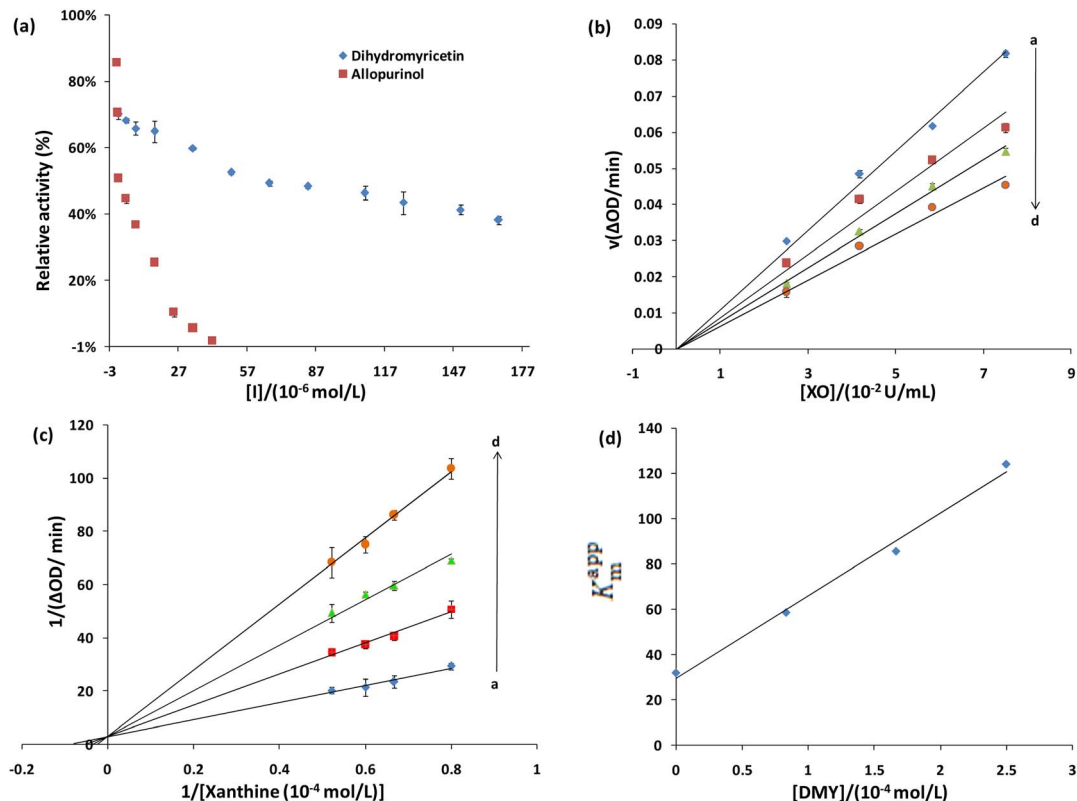 (a)
100%
80%
60%
40%
20%
-1%
Relative activity (%)
Dihydromyricetin
Allopurinol
-3 27 57 87 117 147 177
[I]/(10⁻⁶ mol/L)
(b)
0.09
0.08
0.07
0.06
0.05
0.04
0.03
0.02
0.01
0
v(ΔOD/min)
a
d
-1 1 3 5 7 9
[XO]/(10⁻² U/mL)
(c)
120
100
80
60
40
20
0
1/(ΔOD/ min)
d
a
-0.2 0 0.2 0.4 0.6 0.8 1
1/[Xanthine (10⁻⁴ mol/L)]
(d)
140
120
100
80
60
40
20
0
K_m^app
0 0.5 1 1.5 2 2.5 3
[DMY]/(10⁻⁴ mol/L)